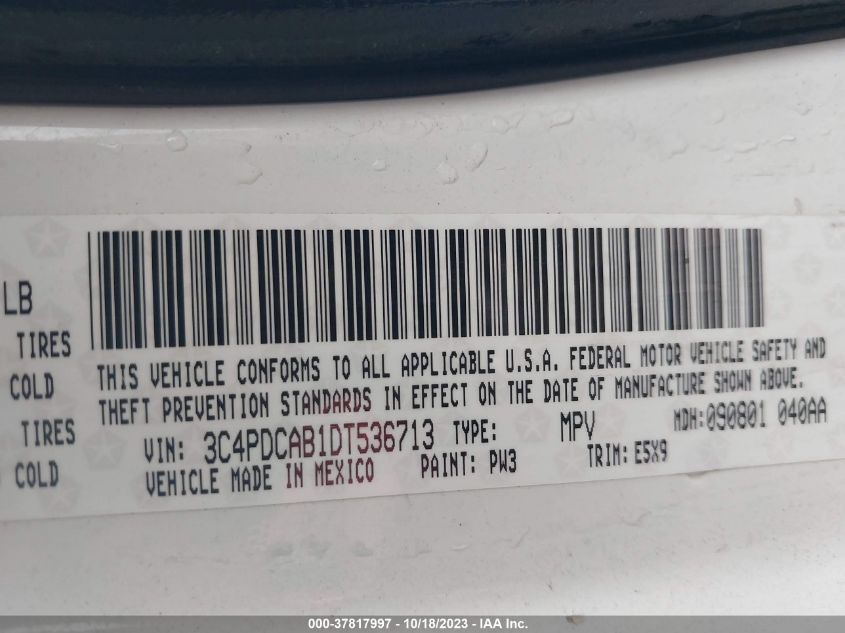 LB
TIRES
COLD
TIRES
COLD
THIS VEHICLE CONFORMS TO ALL APPLICABLE U.S.A. FEDERAL MOTOR VEHICLE SAFETY AND
THEFT PREVENTION STANDARDS IN EFFECT ON THE DATE OF MANUFACTURE SHOWN ABOVE.
VIN: 3C4PDCAB1DT536713 TYPE: MPV MDH:090801 040AA
VEHICLE MADE IN MEXICO PAINT: PW3 TRIM: E5X9
000-37817997 - 10/18/2023 - IAA Inc.